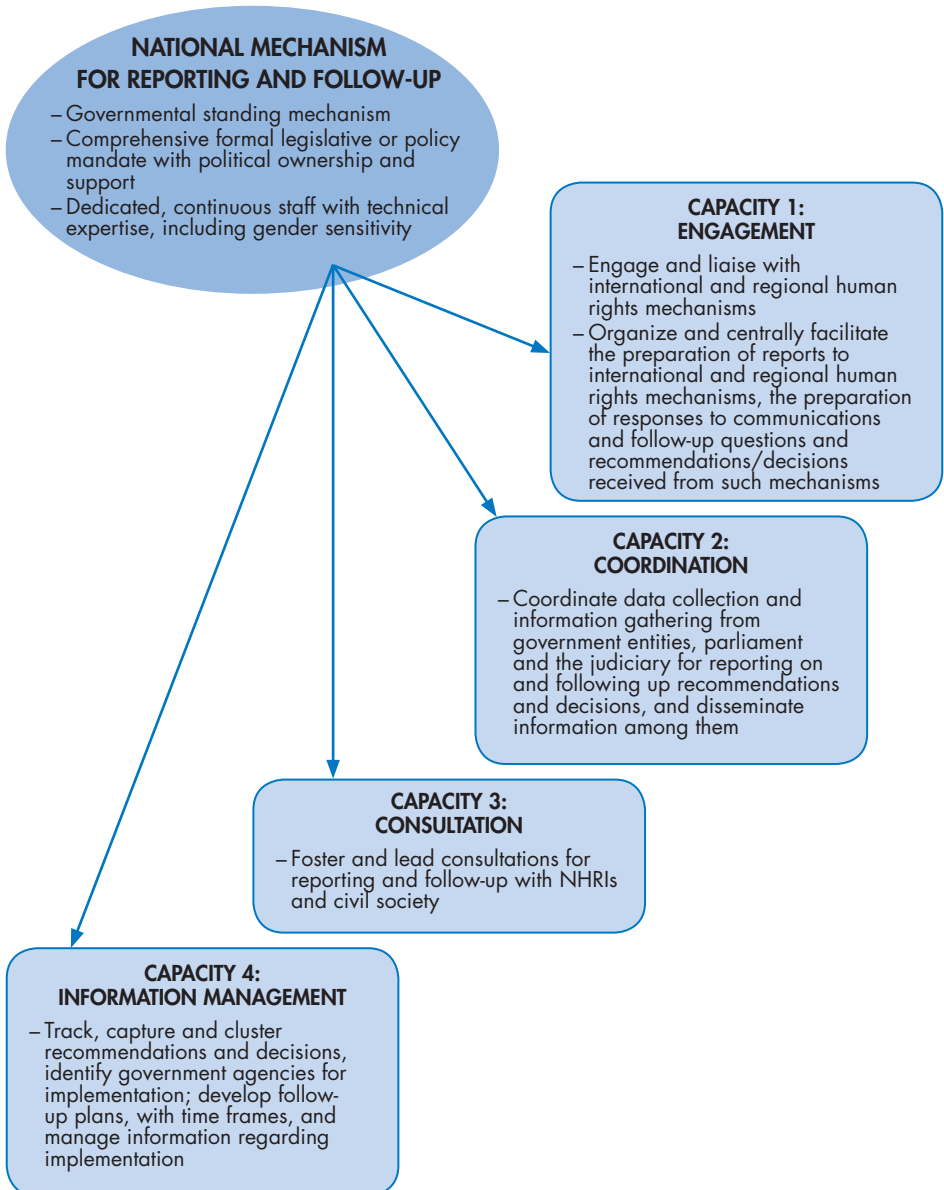 NATIONAL MECHANISM
FOR REPORTING AND FOLLOW-UP
– Governmental standing mechanism
– Comprehensive formal legislative or policy
mandate with political ownership and
support
– Dedicated, continuous staff with technical
expertise, including gender sensitivity
CAPACITY 1:
ENGAGEMENT
– Engage and liaise with
international and regional human
rights mechanisms
– Organize and centrally facilitate
the preparation of reports to
international and regional human
rights mechanisms, the preparation
of responses to communications
and follow-up questions and
recommendations/decisions
received from such mechanisms
CAPACITY 2:
COORDINATION
– Coordinate data collection and
information gathering from
government entities, parliament
and the judiciary for reporting on
and following up recommendations
and decisions, and disseminate
information among them
CAPACITY 3:
CONSULTATION
– Foster and lead consultations for
reporting and follow-up with NHRIs
and civil society
CAPACITY 4:
INFORMATION MANAGEMENT
– Track, capture and cluster
recommendations and decisions,
identify government agencies for
implementation; develop follow-
up plans, with time frames, and
manage information regarding
implementation